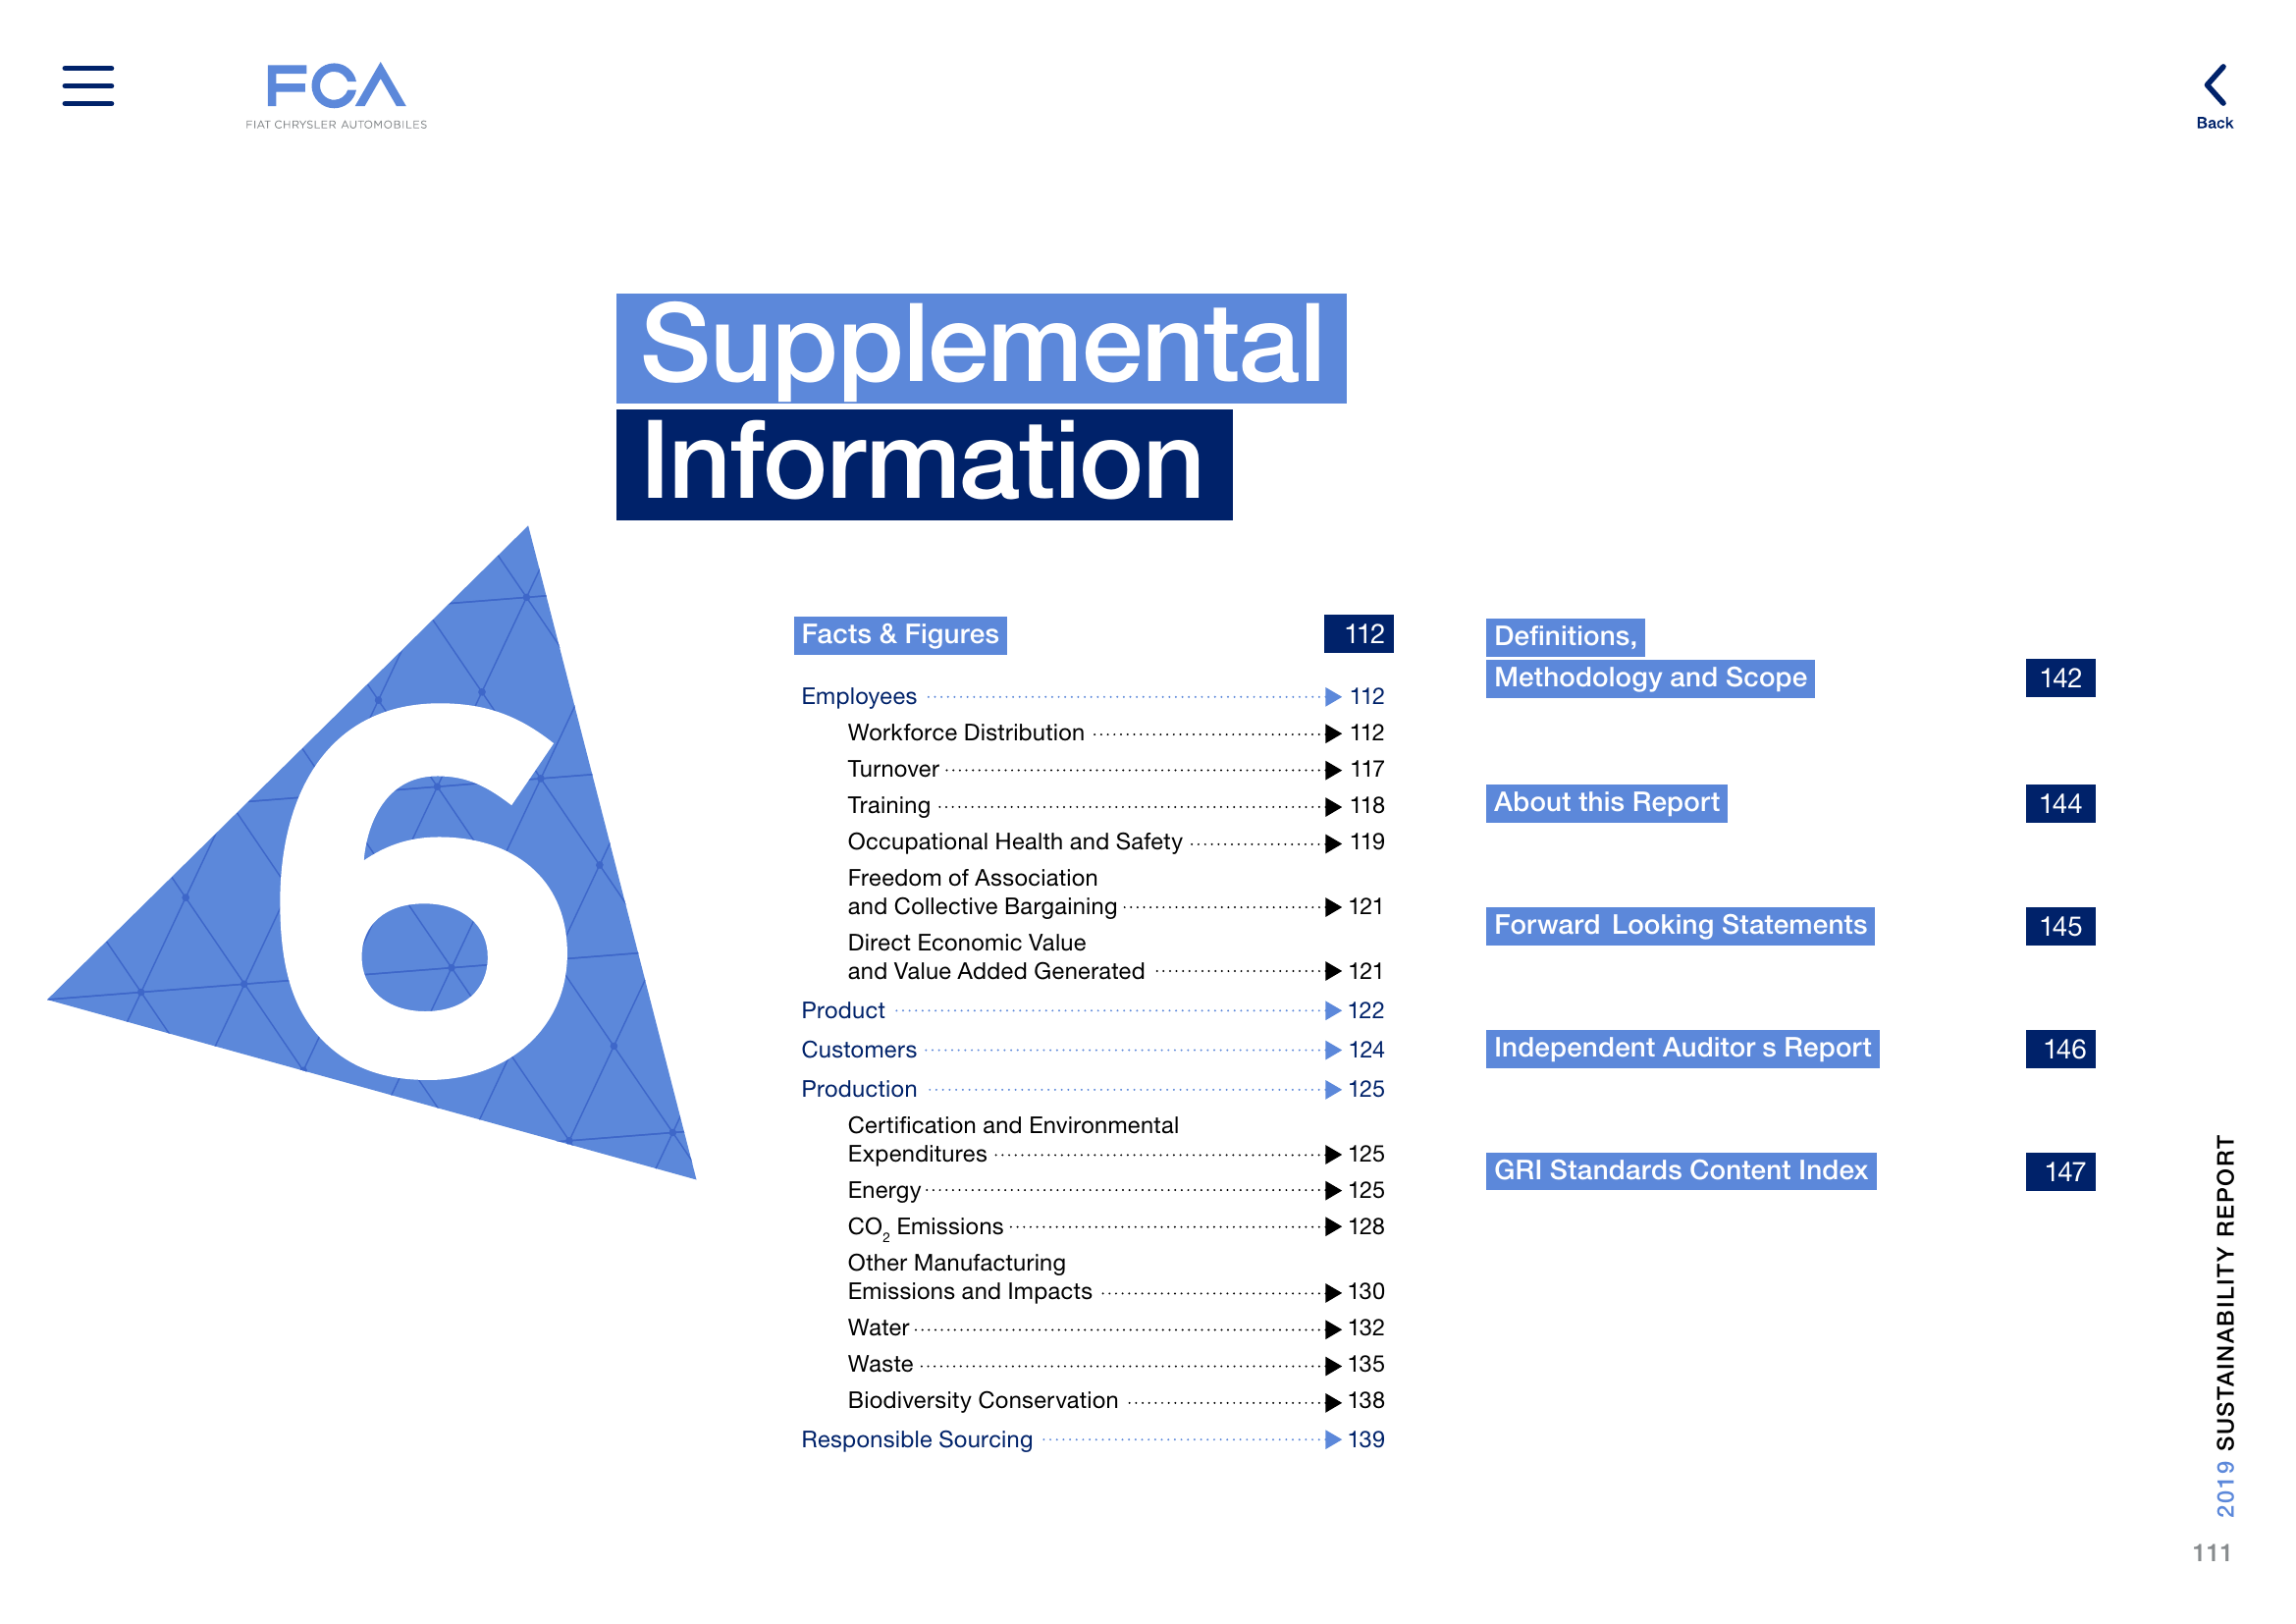 FCA
FIAT CHRYSLER AUTOMOBILES
Back
Supplemental
Information
6
Facts & Figures 112
Employees 112
Workforce Distribution 112
Turnover 117
Training 118
Occupational Health and Safety 119
Freedom of Association
and Collective Bargaining 121
Direct Economic Value
and Value Added Generated 121
Product 122
Customers 124
Production 125
Certification and Environmental
Expenditures 125
Energy 125
CO2 Emissions 128
Other Manufacturing
Emissions and Impacts 130
Water 132
Waste 135
Biodiversity Conservation 138
Responsible Sourcing 139
Definitions,
Methodology and Scope 142
About this Report 144
Forward Looking Statements 145
Independent Auditor s Report 146
GRI Standards Content Index 147
2019 SUSTAINABILITY REPORT
111